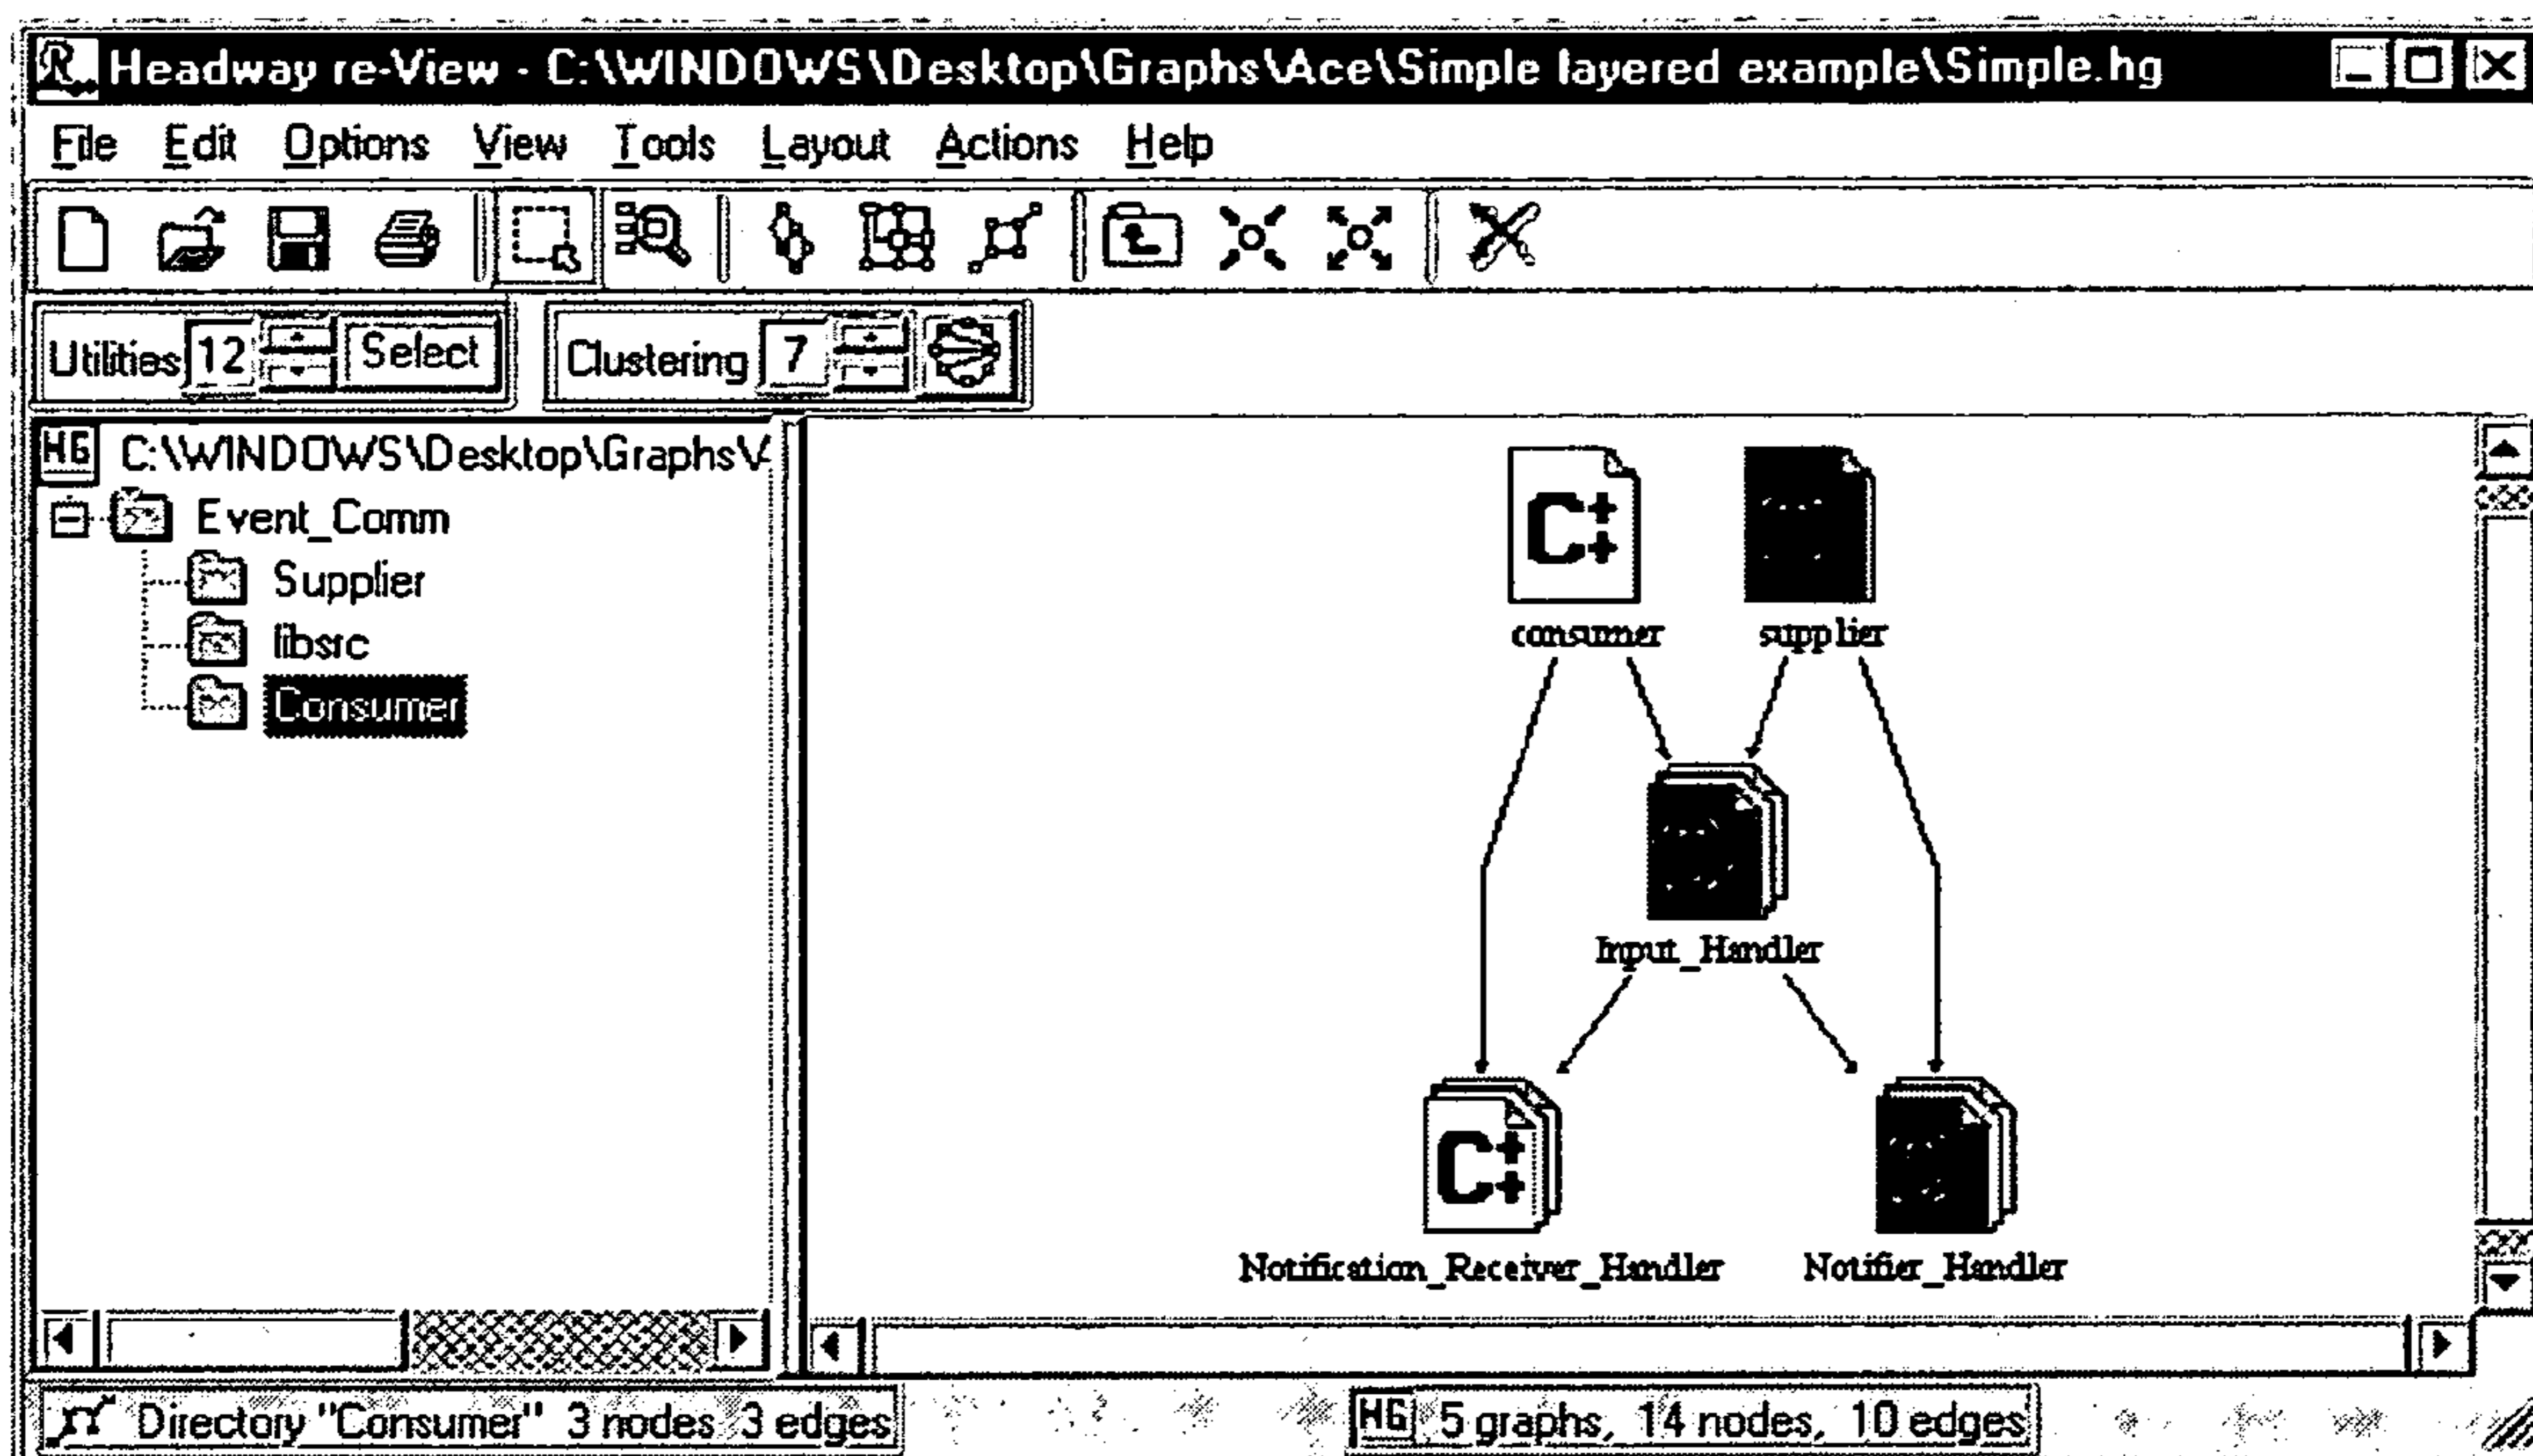 Headway re-View - C:\WINDOWS\Desktop\Graphs\Ace\Simple layered example\Simple.hg
File Edit Options View Tools Layout Actions Help
Utilities 12 Select Clustering 7
HG C:\WINDOWS\Desktop\Graphs\
Event_Comm
Supplier
libsrc
Consumer
C++
consumer supplier
Input_Handler
C++
Notification_Receiver_Handler Notifier_Handler
Directory "Consumer" 3 nodes, 3 edges HG 5 graphs, 14 nodes, 10 edges